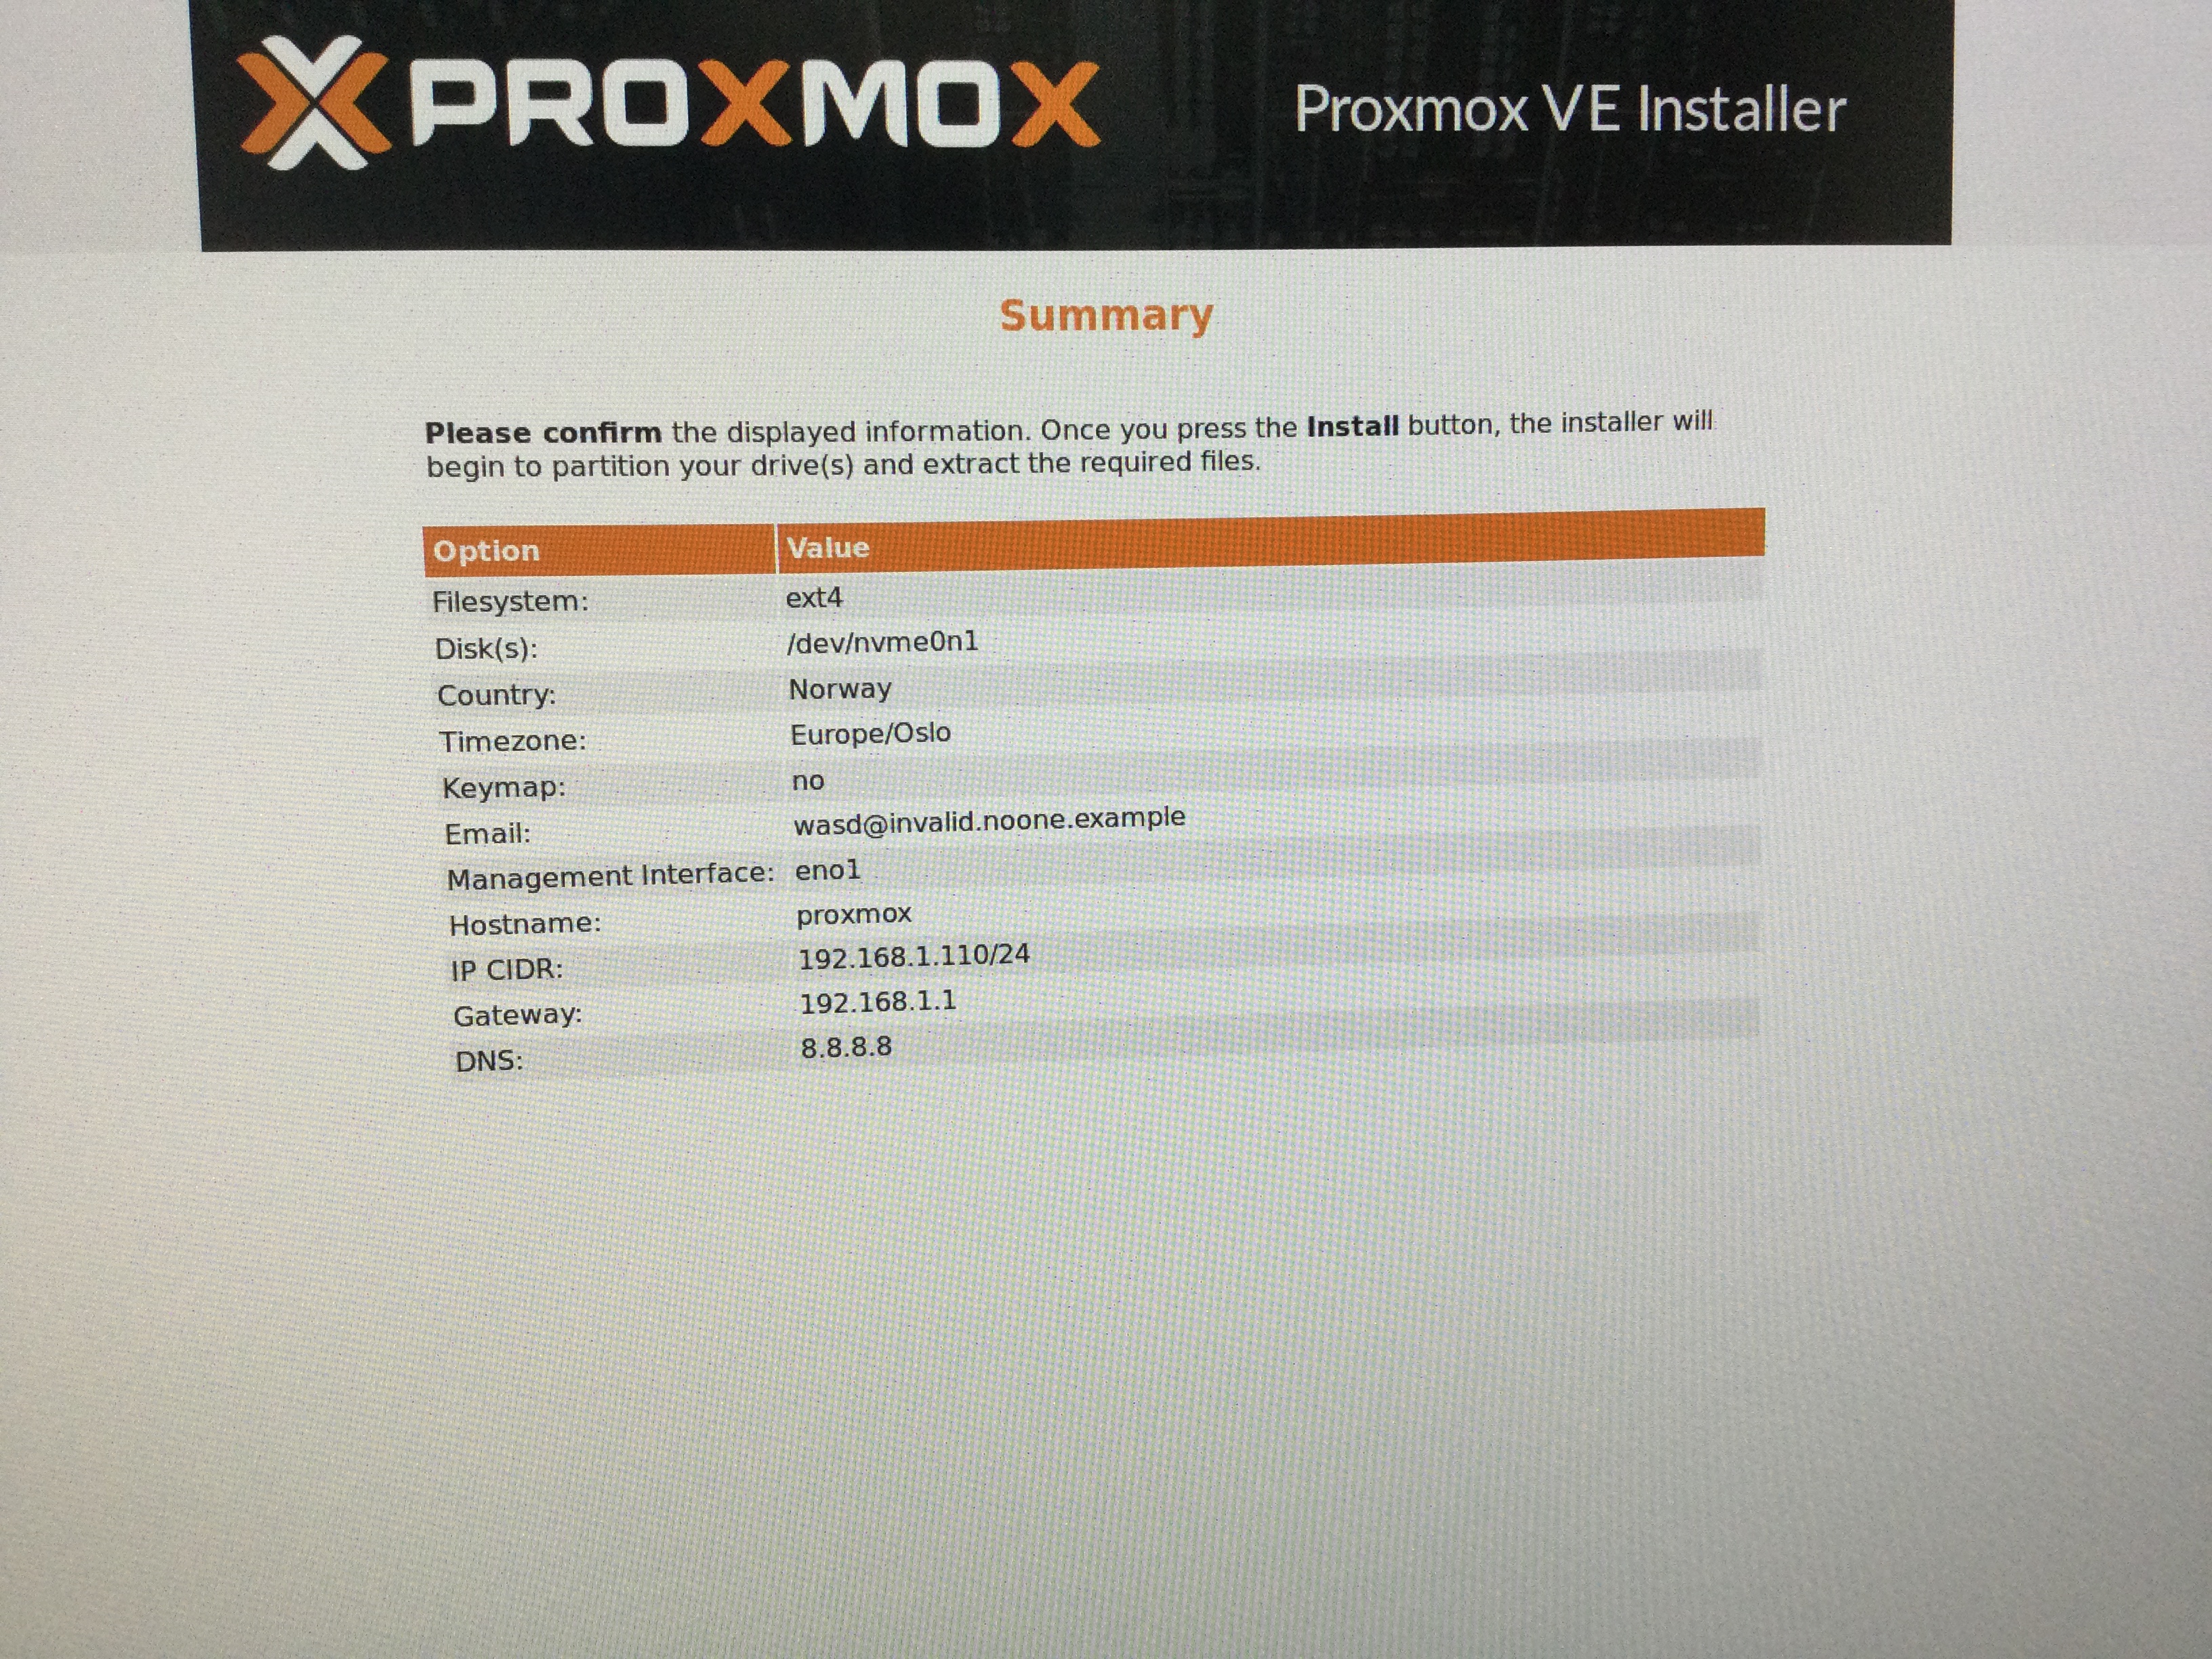 PROXMOX
Proxmox VE Installer
Summary
Please confirm the displayed information. Once you press the Install button, the installer will
begin to partition your drive(s) and extract the required files.
Option Value
Filesystem: ext4
Disk(s): /dev/nvme0n1
Country: Norway
Timezone: Europe/Oslo
Keymap: no
Email: wasd@invalid.noone.example
Management Interface: eno1
Hostname: proxmox
IP CIDR: 192.168.1.110/24
Gateway: 192.168.1.1
DNS: 8.8.8.8